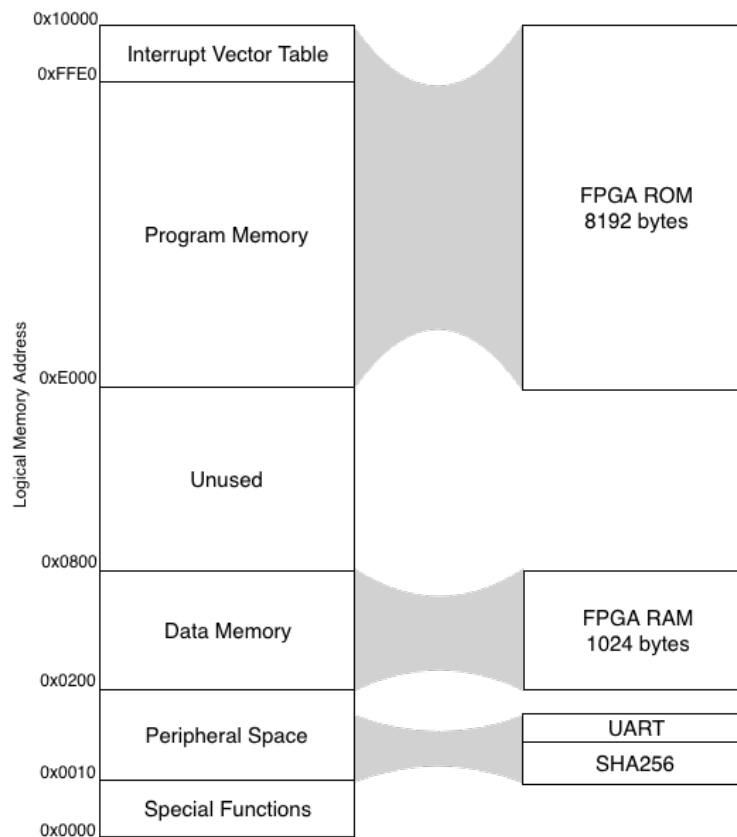 0x10000
Interrupt Vector Table
0xFFE0
Program Memory
FPGA ROM
8192 bytes
Logical Memory Address
0xE000
Unused
0x0800
Data Memory
FPGA RAM
1024 bytes
0x0200
Peripheral Space
UART
SHA256
0x0010
Special Functions
0x0000